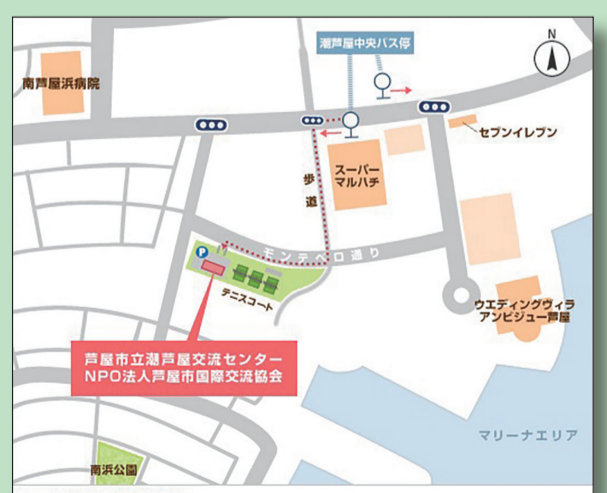 潮芦屋中央バス停
N
南芦屋浜病院
セブンイレブン
スーパー
マルハチ
歩道
モンテベロ通り
P
テニスコート
ウエディングヴィラ
アンビジュー芦屋
芦屋市立潮芦屋交流センター
NPO法人芦屋市国際交流協会
マリーナエリア
南浜公園